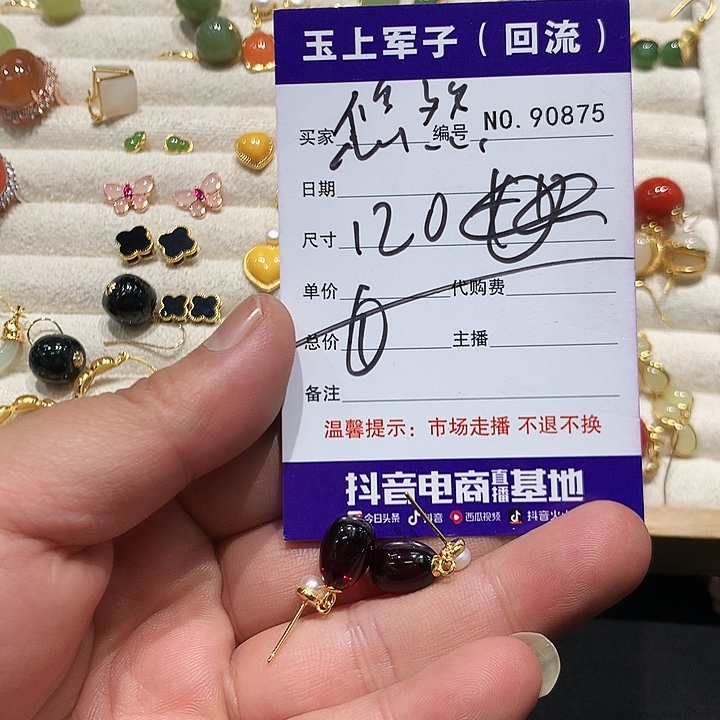 玉上军子（回流）
买家 悠然 编号 NO.90875
日期
尺寸 120
单价 代购费
总价 主播
备注
温馨提示：市场走播 不退不换
抖音电商直播基地
今日头条 抖音 西瓜视频 抖音火山